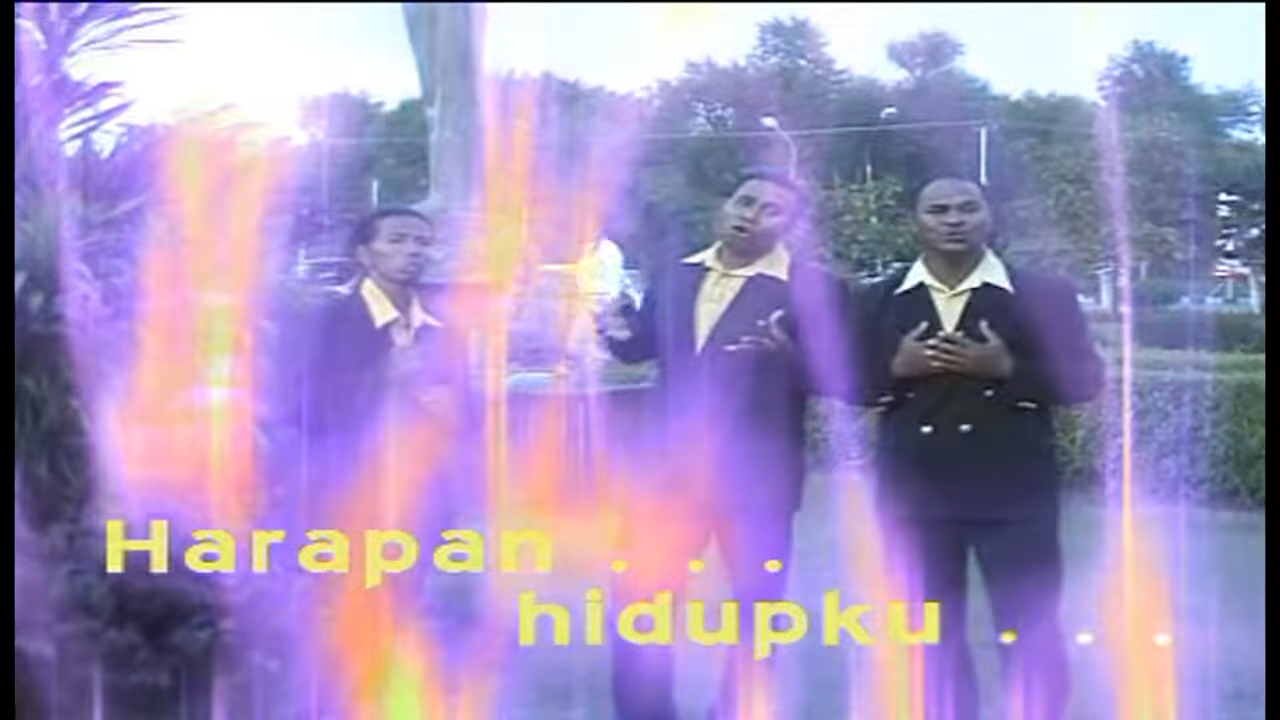 Harapan . . .
hidupku . . .